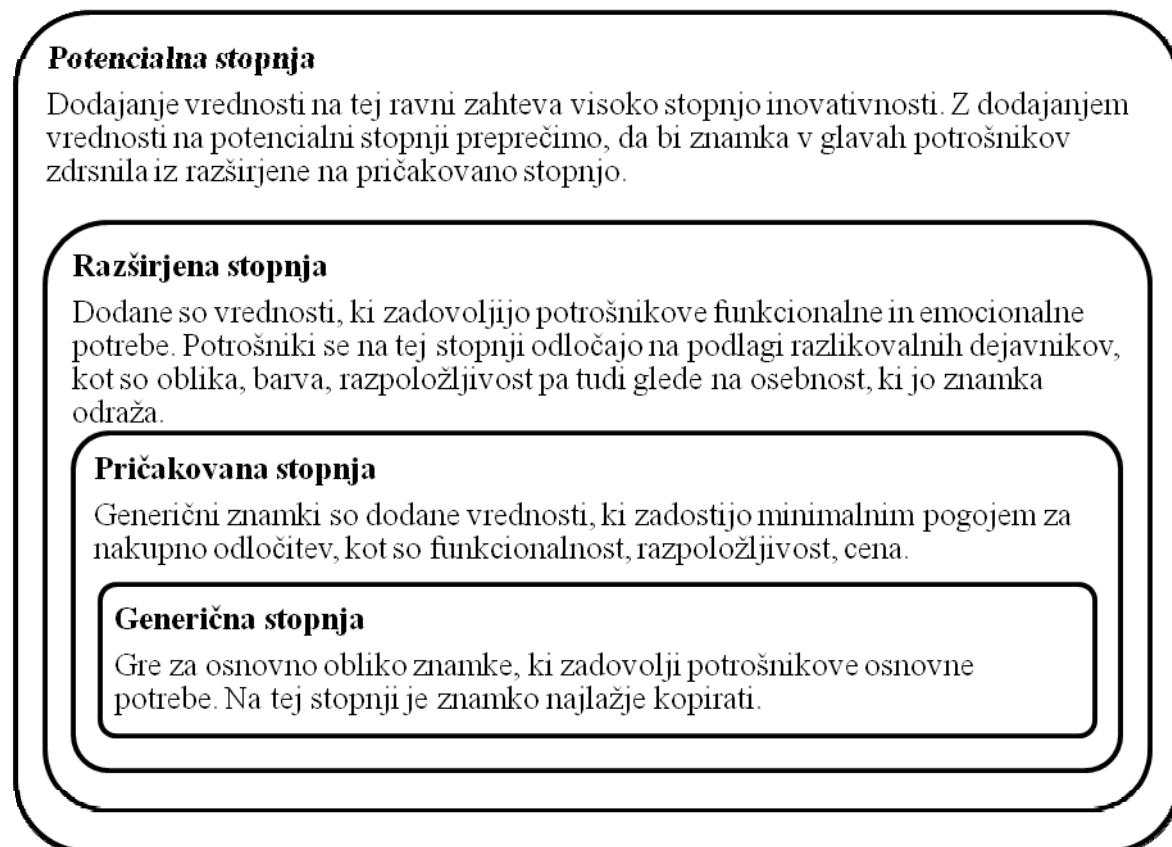 Potencialna stopnja
Dodajanje vrednosti na tej ravni zahteva visoko stopnjo inovativnosti. Z dodajanjem
vrednosti na potencialni stopnji preprečimo, da bi znamka v glavah potrošnikov
zdrsnila iz razširjene na pričakovano stopnjo.
Razširjena stopnja
Dodane so vrednosti, ki zadovoljijo potrošnikove funkcionalne in emocionalne
potrebe. Potrošniki se na tej stopnji odločajo na podlagi razlikovalnih dejavnikov,
kot so oblika, barva, razpoložljivost pa tudi glede na osebnost, ki jo znamka
odraža.
Pričakovana stopnja
Generični znamki so dodane vrednosti, ki zadostijo minimalnim pogojem za
nakupno odločitev, kot so funkcionalnost, razpoložljivost, cena.
Generična stopnja
Gre za osnovno obliko znamke, ki zadovolji potrošnikove osnovne
potrebe. Na tej stopnji je znamko najlažje kopirati.